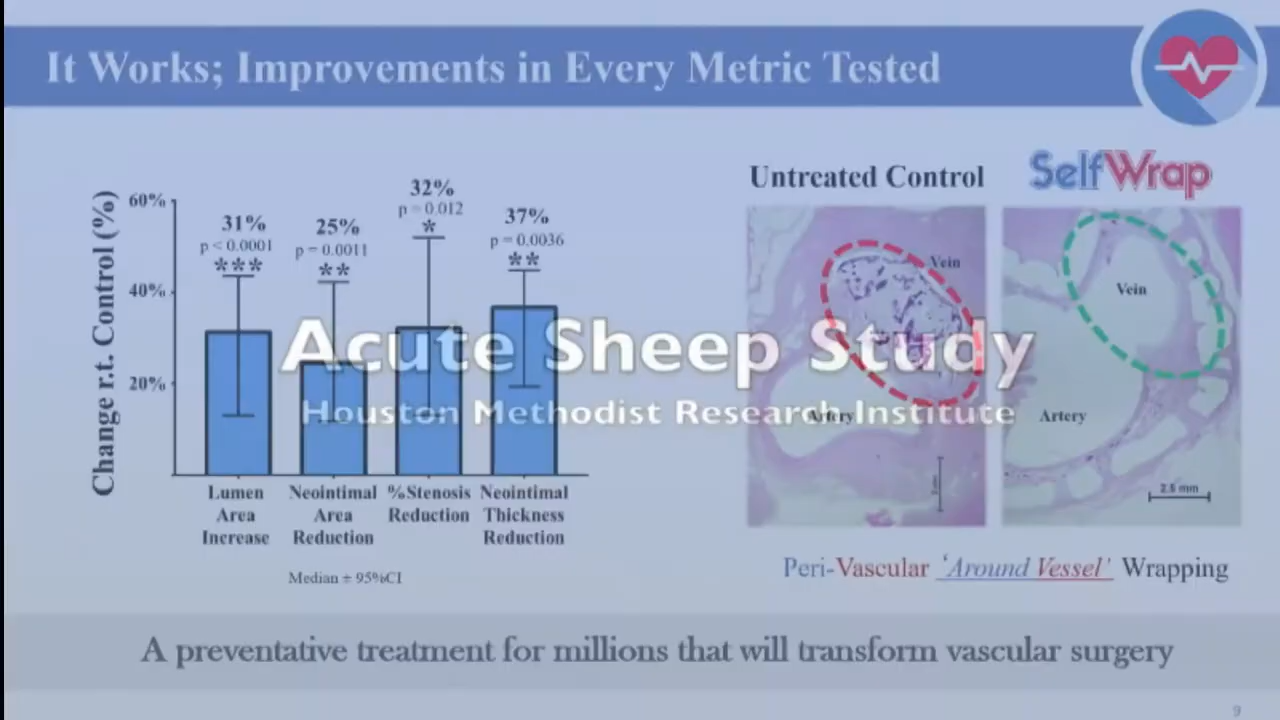 It Works; Improvements in Every Metric Tested
Change r.t. Control (%)
60%
40%
20%
31%
p < 0.0001
***
25%
p = 0.0011
**
32%
p = 0.012
*
37%
p = 0.0036
**
Lumen
Area
Increase
Neointimal
Area
Reduction
%Stenosis
Reduction
Neointimal
Thickness
Reduction
Median ± 95%CI
Untreated Control
SelfWrap
Vein
Artery
Vein
Artery
2.5 mm
Acute Sheep Study
Houston Methodist Research Institute
Peri-Vascular 'Around Vessel' Wrapping
A preventative treatment for millions that will transform vascular surgery
9